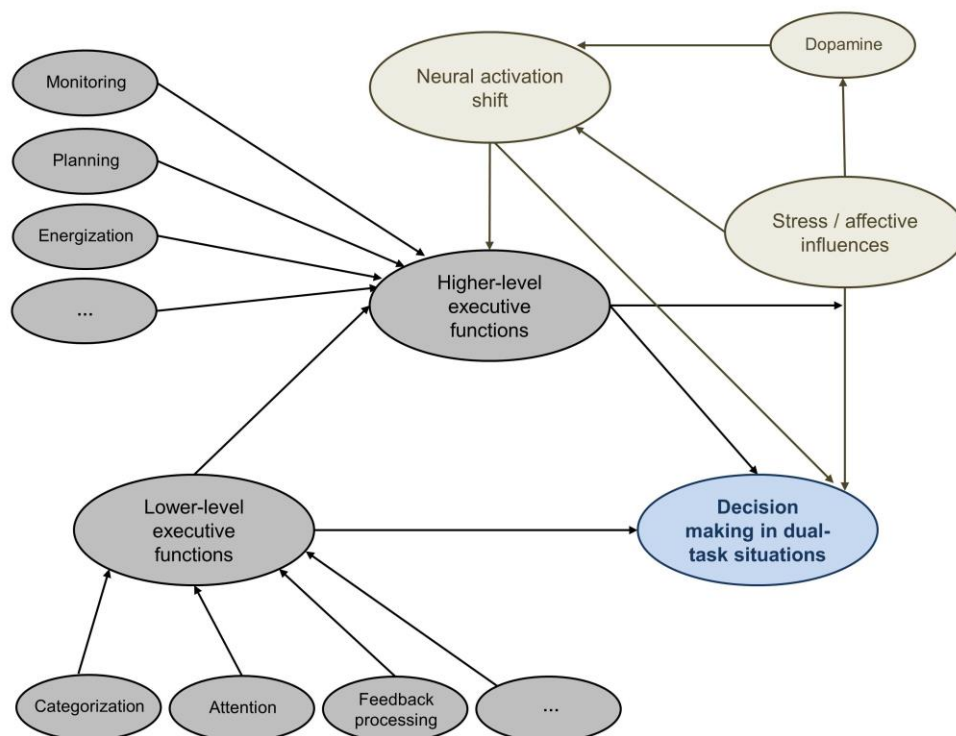 Monitoring
Planning
Energization
...
Neural activation
shift
Dopamine
Stress / affective
influences
Higher-level
executive
functions
Lower-level
executive
functions
Decision
making in dual-
task situations
Categorization
Attention
Feedback
processing
...